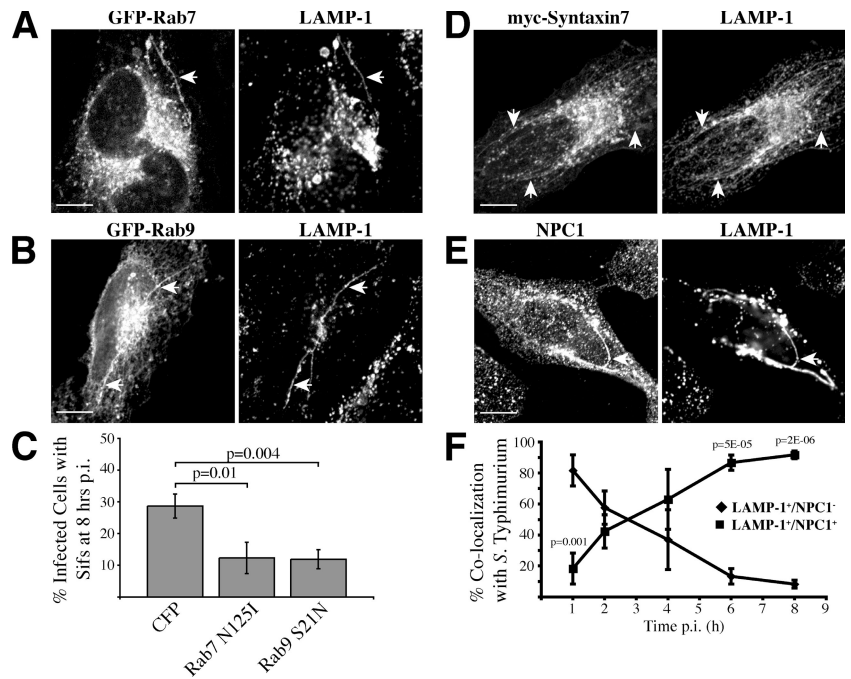 A
GFP-Rab7
LAMP-1
D
myc-Syntaxin7
LAMP-1
B
GFP-Rab9
LAMP-1
E
NPC1
LAMP-1
C
% Infected Cells with
Sifs at 8 hrs p.i.
50
40
30
20
10
p=0.004
p=0.01
CFP
Rab7 N125I
Rab9 S21N
F
% Co-localization
with S. Typhimurium
100
80
60
40
20
p=0.001
p=5E-05
p=2E-06
LAMP-1⁺/NPC1⁻
LAMP-1⁺/NPC1⁺
1 2 3 4 5 6 7 8 9
Time p.i. (h)